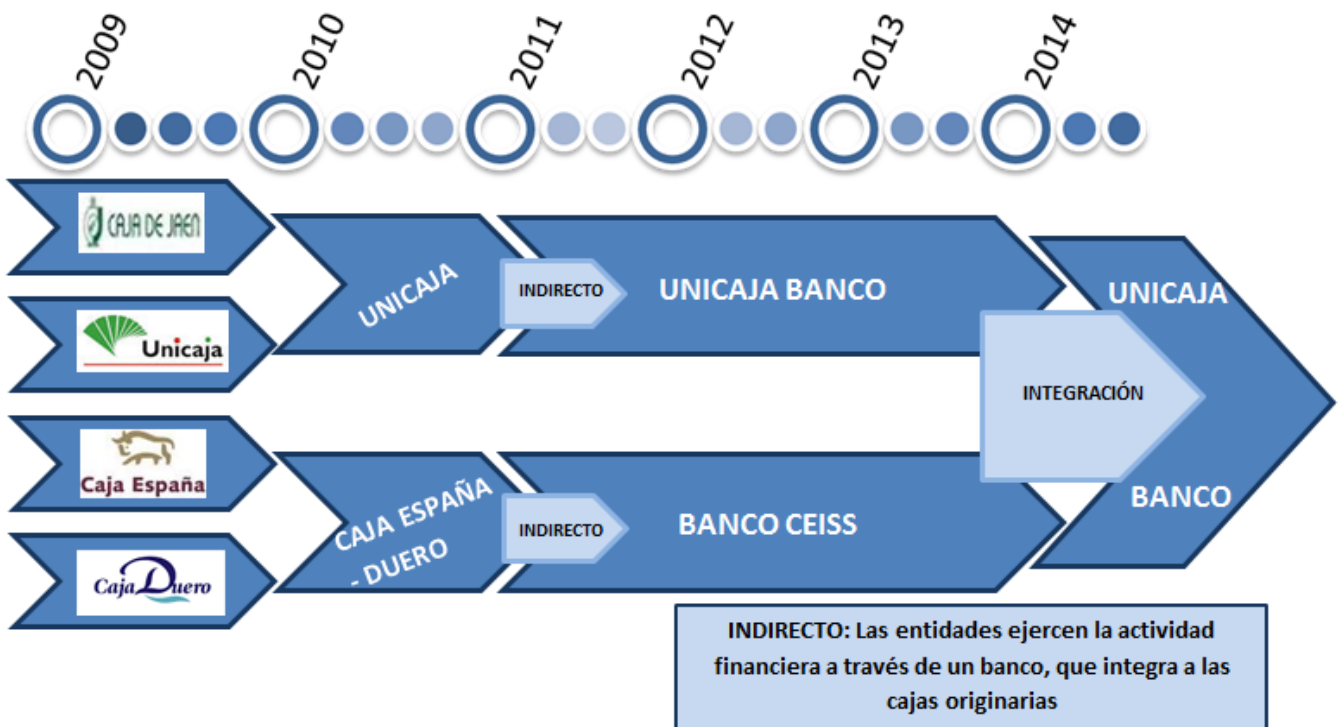 2009
2010
2011
2012
2013
2014
CAJA DE JAEN
Unicaja
Caja España
Caja Duero
UNICAJA
CAJA ESPAÑA
- DUERO
INDIRECTO
UNICAJA BANCO
INDIRECTO
BANCO CEISS
INTEGRACIÓN
UNICAJA
BANCO
INDIRECTO: Las entidades ejercen la actividad
financiera a través de un banco, que integra a las
cajas originarias